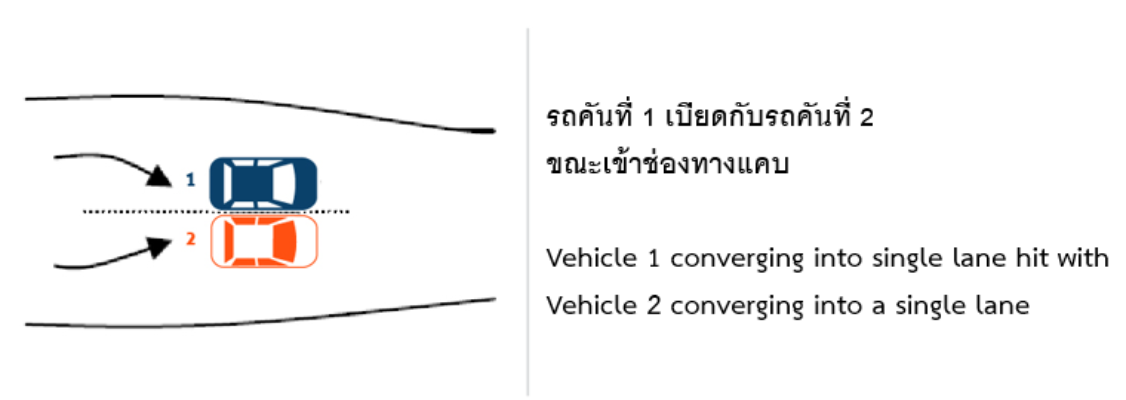 1
2
รถคันที่ 1 เบียดกับรถคันที่ 2
ขณะเข้าช่องทางแคบ
Vehicle 1 converging into single lane hit with
Vehicle 2 converging into a single lane